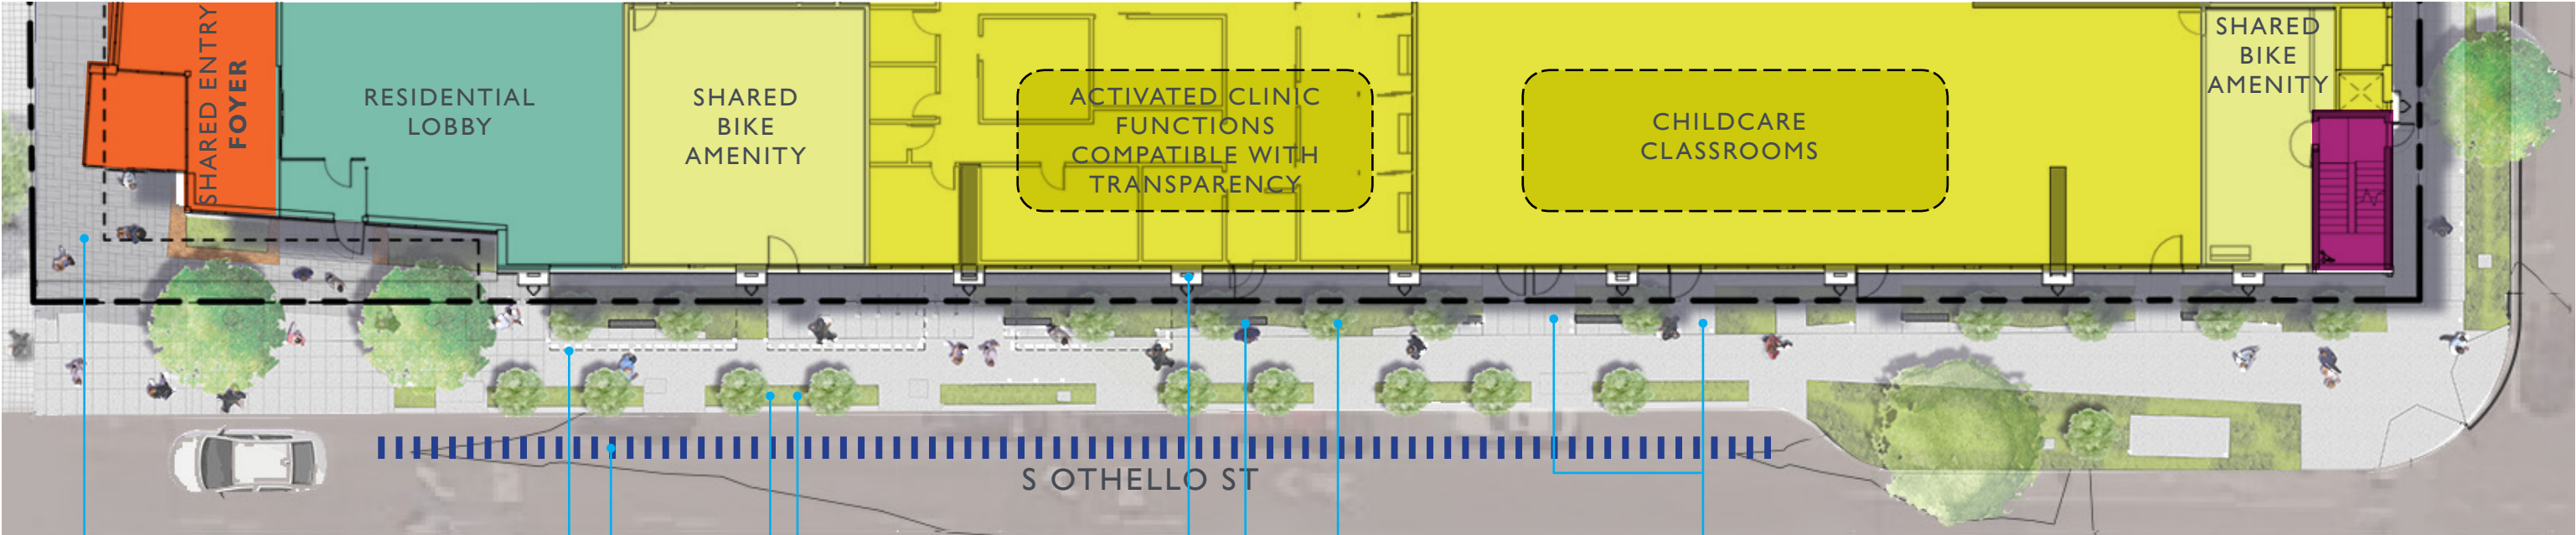 SHARED ENTRY
FOYER
RESIDENTIAL
LOBBY
SHARED
BIKE
AMENITY
ACTIVATED CLINIC
FUNCTIONS
COMPATIBLE WITH
TRANSPARENCY
CHILDCARE
CLASSROOMS
SHARED
BIKE
AMENITY
S OTHELLO ST